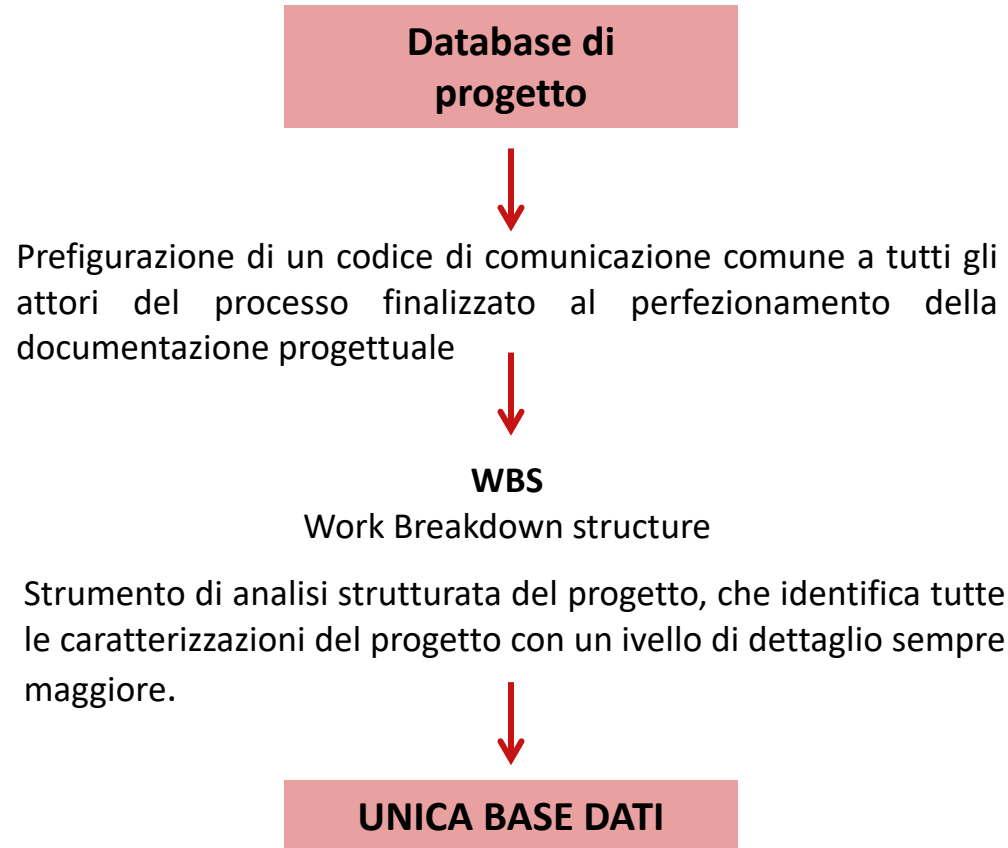 Database di
progetto
Prefigurazione di un codice di comunicazione comune a tutti gli
attori del processo finalizzato al perfezionamento della
documentazione progettuale
WBS
Work Breakdown structure
Strumento di analisi strutturata del progetto, che identifica tutte
le caratterizzazioni del progetto con un ivello di dettaglio sempre
maggiore.
UNICA BASE DATI